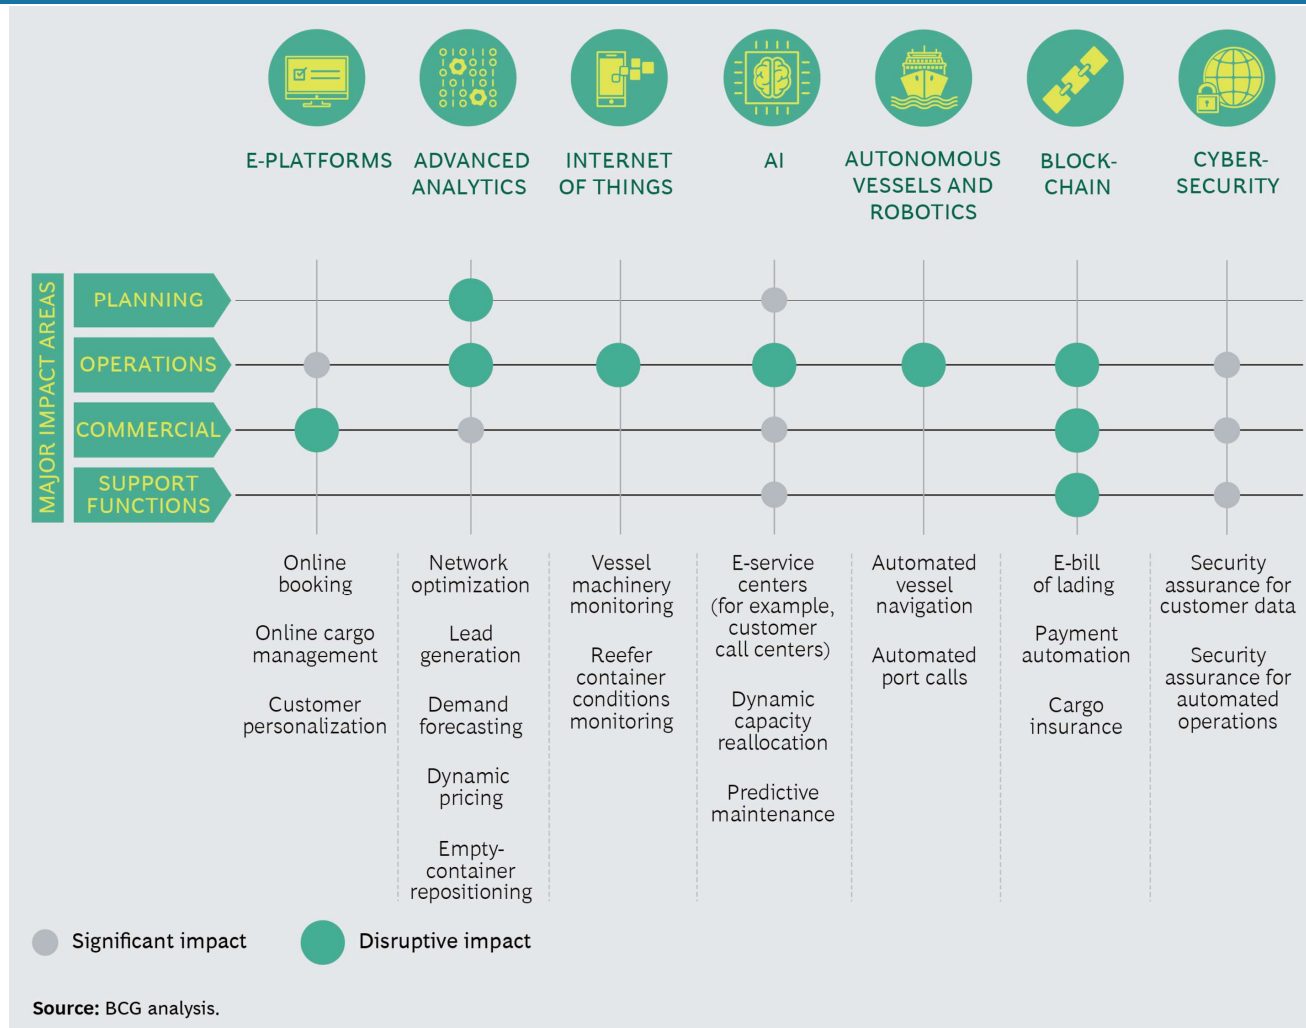 E-PLATFORMS
ADVANCED
ANALYTICS
INTERNET
OF THINGS
AI
AUTONOMOUS
VESSELS AND
ROBOTICS
BLOCK-
CHAIN
CYBER-
SECURITY
MAJOR IMPACT AREAS
PLANNING
OPERATIONS
COMMERCIAL
SUPPORT
FUNCTIONS
Online
booking
Online cargo
management
Customer
personalization
Network
optimization
Lead
generation
Demand
forecasting
Dynamic
pricing
Empty-
container
repositioning
Vessel
machinery
monitoring
Reefer
container
conditions
monitoring
E-service
centers
(for example,
customer
call centers)
Dynamic
capacity
reallocation
Predictive
maintenance
Automated
vessel
navigation
Automated
port calls
E-bill
of lading
Payment
automation
Cargo
insurance
Security
assurance for
customer data
Security
assurance for
automated
operations
Significant impact
Disruptive impact
Source: BCG analysis.